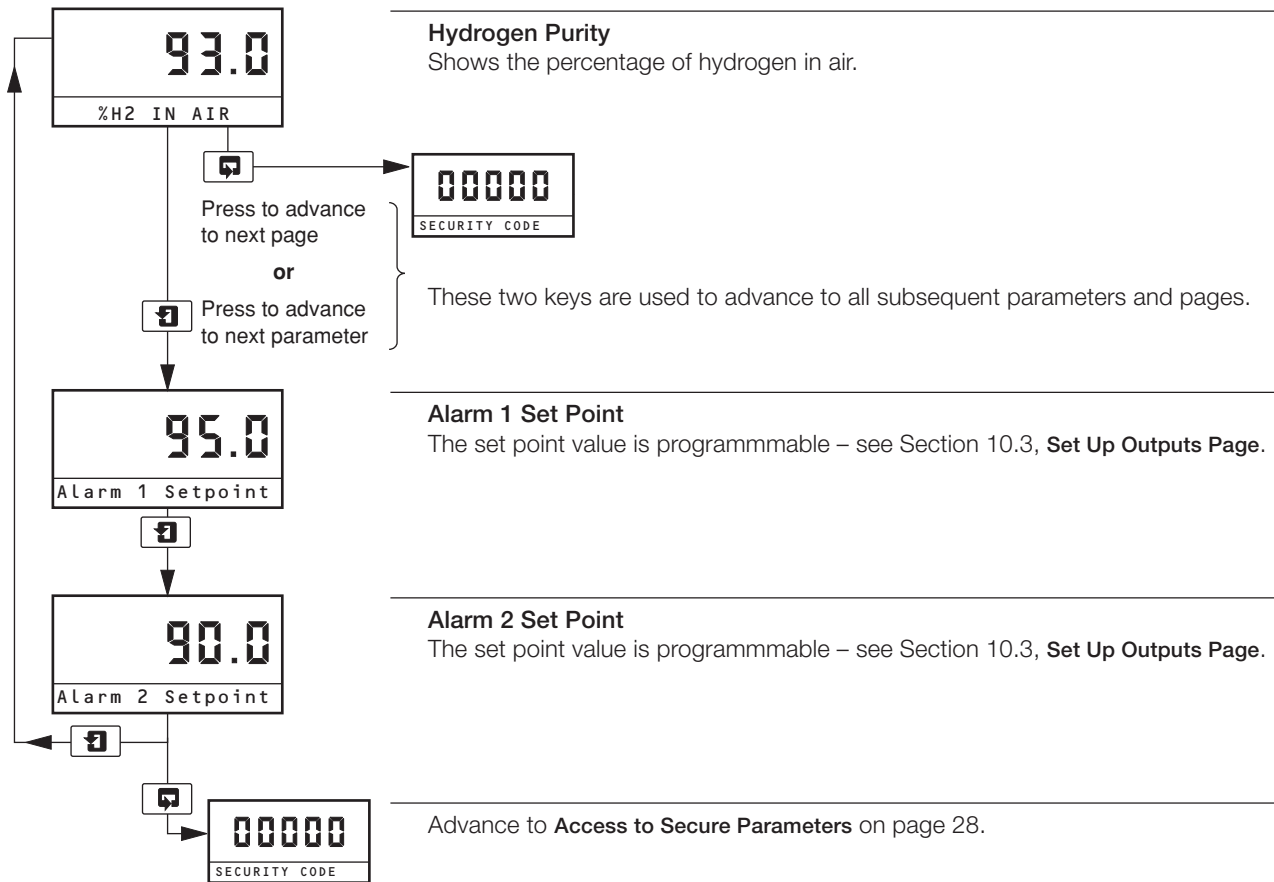 93.0
%H2 IN AIR
Hydrogen Purity
Shows the percentage of hydrogen in air.
00000
SECURITY CODE
Press to advance
to next page
or
Press to advance
to next parameter
These two keys are used to advance to all subsequent parameters and pages.
95.0
Alarm 1 Setpoint
Alarm 1 Set Point
The set point value is programmmable – see Section 10.3, Set Up Outputs Page.
90.0
Alarm 2 Setpoint
Alarm 2 Set Point
The set point value is programmmable – see Section 10.3, Set Up Outputs Page.
00000
SECURITY CODE
Advance to Access to Secure Parameters on page 28.